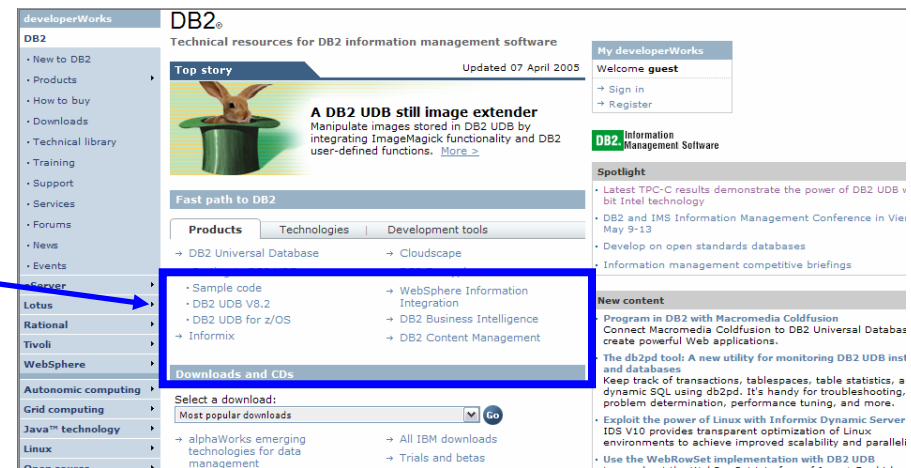 developerWorks
DB2
• New to DB2
• Products
• How to buy
• Downloads
• Technical library
• Training
• Support
• Services
• Forums
• News
• Events
Lotus
Rational
Tivoli
WebSphere
Autonomic computing
Grid computing
Java™ technology
Linux
DB2®
Technical resources for DB2 information management software
Top story
Updated 07 April 2005
A DB2 UDB still image extender
Manipulate images stored in DB2 UDB by
integrating ImageMagick functionality and DB2
user-defined functions. More >
Fast path to DB2
Products Technologies | Development tools
→ DB2 Universal Database
• Sample code
• DB2 UDB V8.2
• DB2 UDB for z/OS
→ Informix
→ Cloudscape
→ WebSphere Information
Integration
→ DB2 Business Intelligence
→ DB2 Content Management
Downloads and CDs
Select a download:
Most popular downloads
Go
→ alphaWorks emerging
technologies for data
management
→ All IBM downloads
→ Trials and betas
My developerWorks
Welcome guest
→ Sign in
→ Register
DB2. Information
Management Software
Spotlight
• Latest TPC-C results demonstrate the power of DB2 UDB
bit Intel technology
• DB2 and IMS Information Management Conference in
May 9-13
• Develop on open standards databases
• Information management competitive briefings
New content
• Program in DB2 with Macromedia Coldfusion
Connect Macromedia Coldfusion to DB2 Universal
create powerful Web applications.
• The db2pd tool: A new utility for monitoring DB2 UDB
and databases
Keep track of transactions, tablespaces, table statistics,
dynamic SQL using db2pd. It's handy for troubleshooting,
problem determination, performance tuning, and more.
• Exploit the power of Linux with Informix Dynamic Server
IDS V10 provides transparent optimization of Linux
environments to achieve improved scalability and
• Use the WebRowSet implementation with DB2 UDB